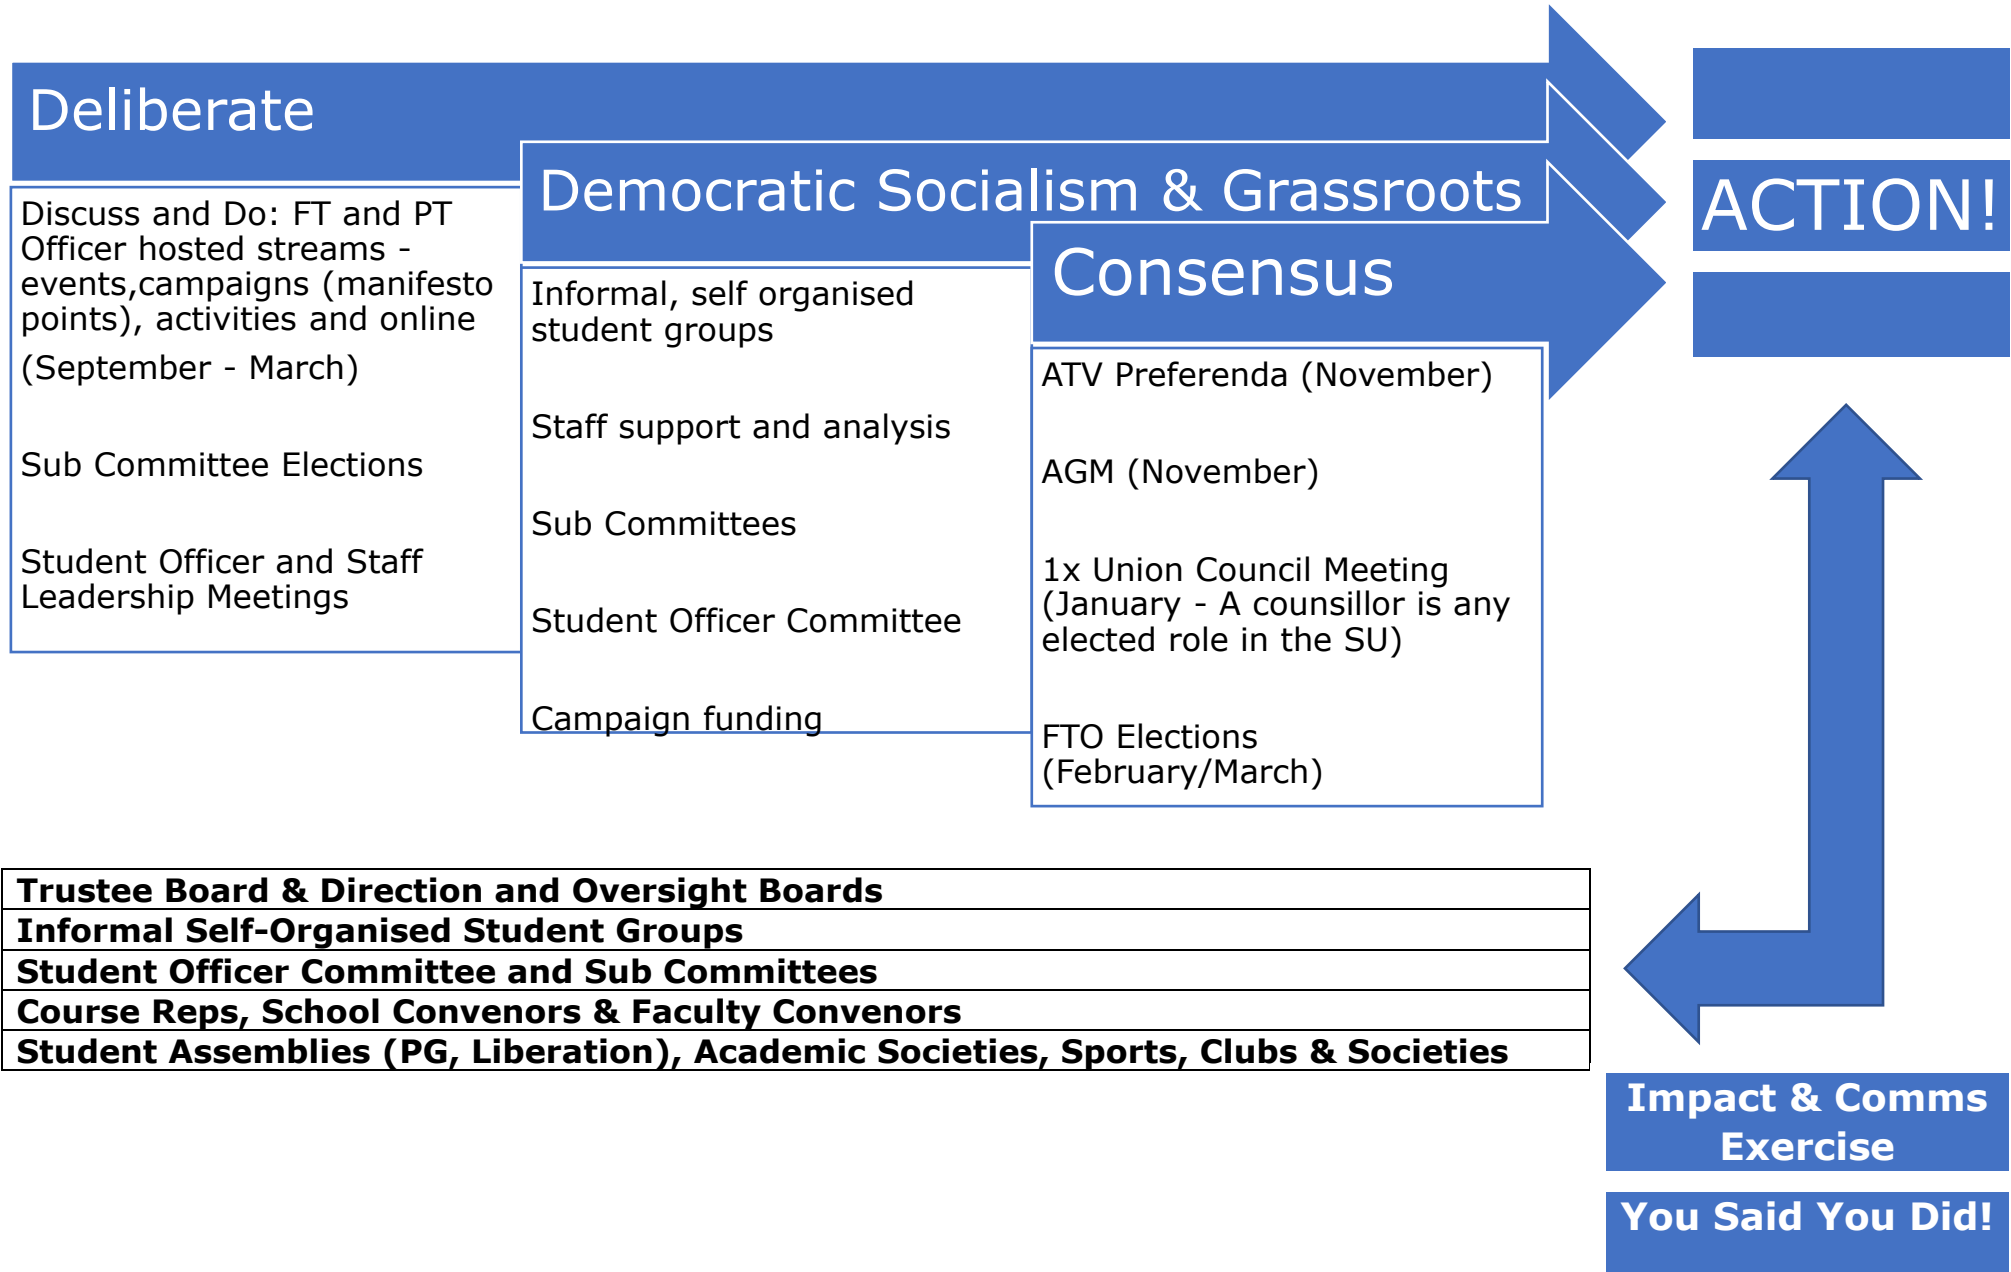 Deliberate
Discuss and Do: FT and PT
Officer hosted streams -
events,campaigns (manifesto
points), activities and online
(September - March)
Sub Committee Elections
Student Officer and Staff
Leadership Meetings
Democratic Socialism & Grassroots
Informal, self organised
student groups
Staff support and analysis
Sub Committees
Student Officer Committee
Campaign funding
Consensus
ATV Preferenda (November)
AGM (November)
1x Union Council Meeting
(January - A counsillor is any
elected role in the SU)
FTO Elections
(February/March)
ACTION!
Trustee Board & Direction and Oversight Boards
Informal Self-Organised Student Groups
Student Officer Committee and Sub Committees
Course Reps, School Convenors & Faculty Convenors
Student Assemblies (PG, Liberation), Academic Societies, Sports, Clubs & Societies
Impact & Comms
Exercise
You Said You Did!